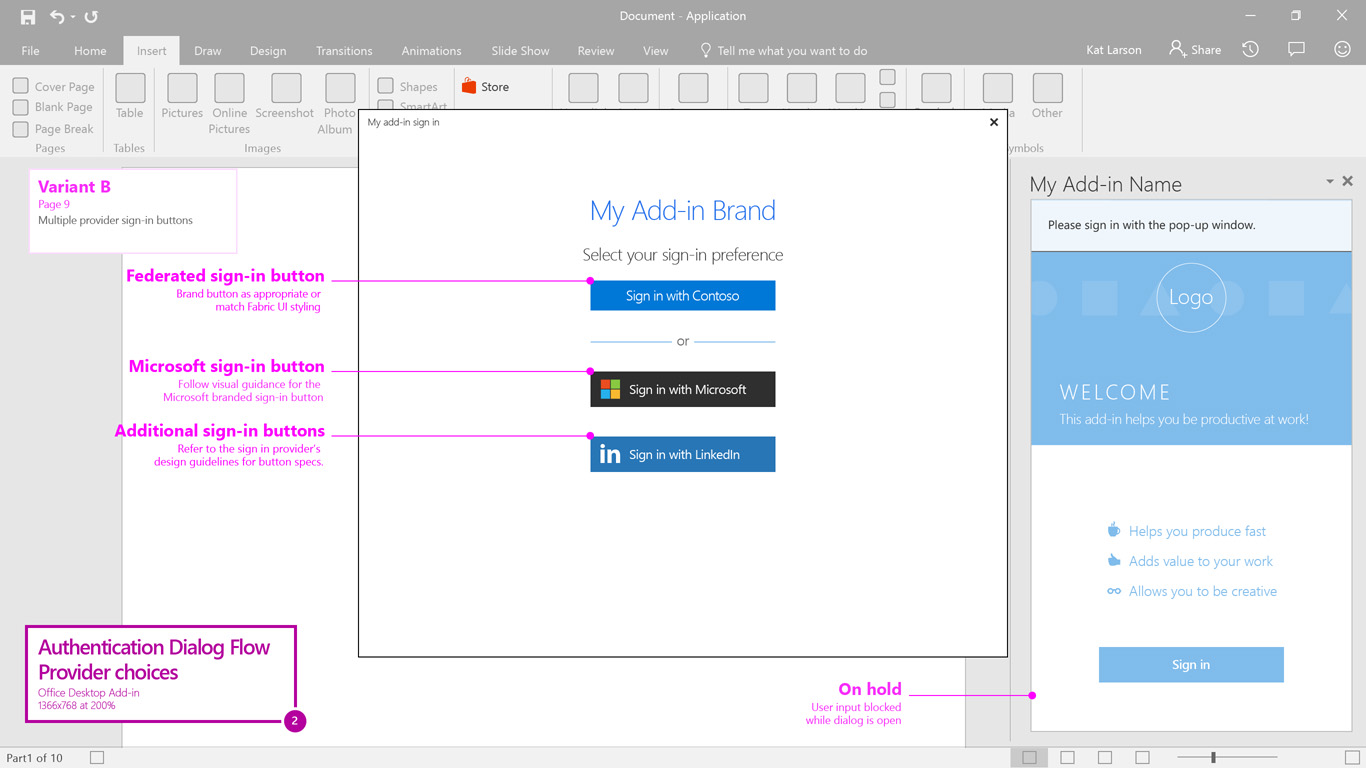 Document - Application
File Home Insert Draw Design Transitions Animations Slide Show Review View Tell me what you want to do Kat Larson Share
Cover Page
Blank Page
Page Break
Pages
Table
Tables
Pictures
Online
Pictures
Screenshot
Photo
Album
Images
Shapes
SmartArt
Store
Other
ymbols
My add-in sign in
My Add-in Brand
Select your sign-in preference
Sign in with Contoso
or
Sign in with Microsoft
in Sign in with LinkedIn
Variant B
Page 9
Multiple provider sign-in buttons
Federated sign-in button
Brand button as appropriate or
match Fabric UI styling
Microsoft sign-in button
Follow visual guidance for the
Microsoft branded sign-in button
Additional sign-in buttons
Refer to the sign in provider's
design guidelines for button specs.
Authentication Dialog Flow
Provider choices
Office Desktop Add-in
1366x768 at 200%
2
On hold
User input blocked
while dialog is open
My Add-in Name
Please sign in with the pop-up window.
Logo
WELCOME
This add-in helps you be productive at work!
Helps you produce fast
Adds value to your work
Allows you to be creative
Sign in
Part1 of 10